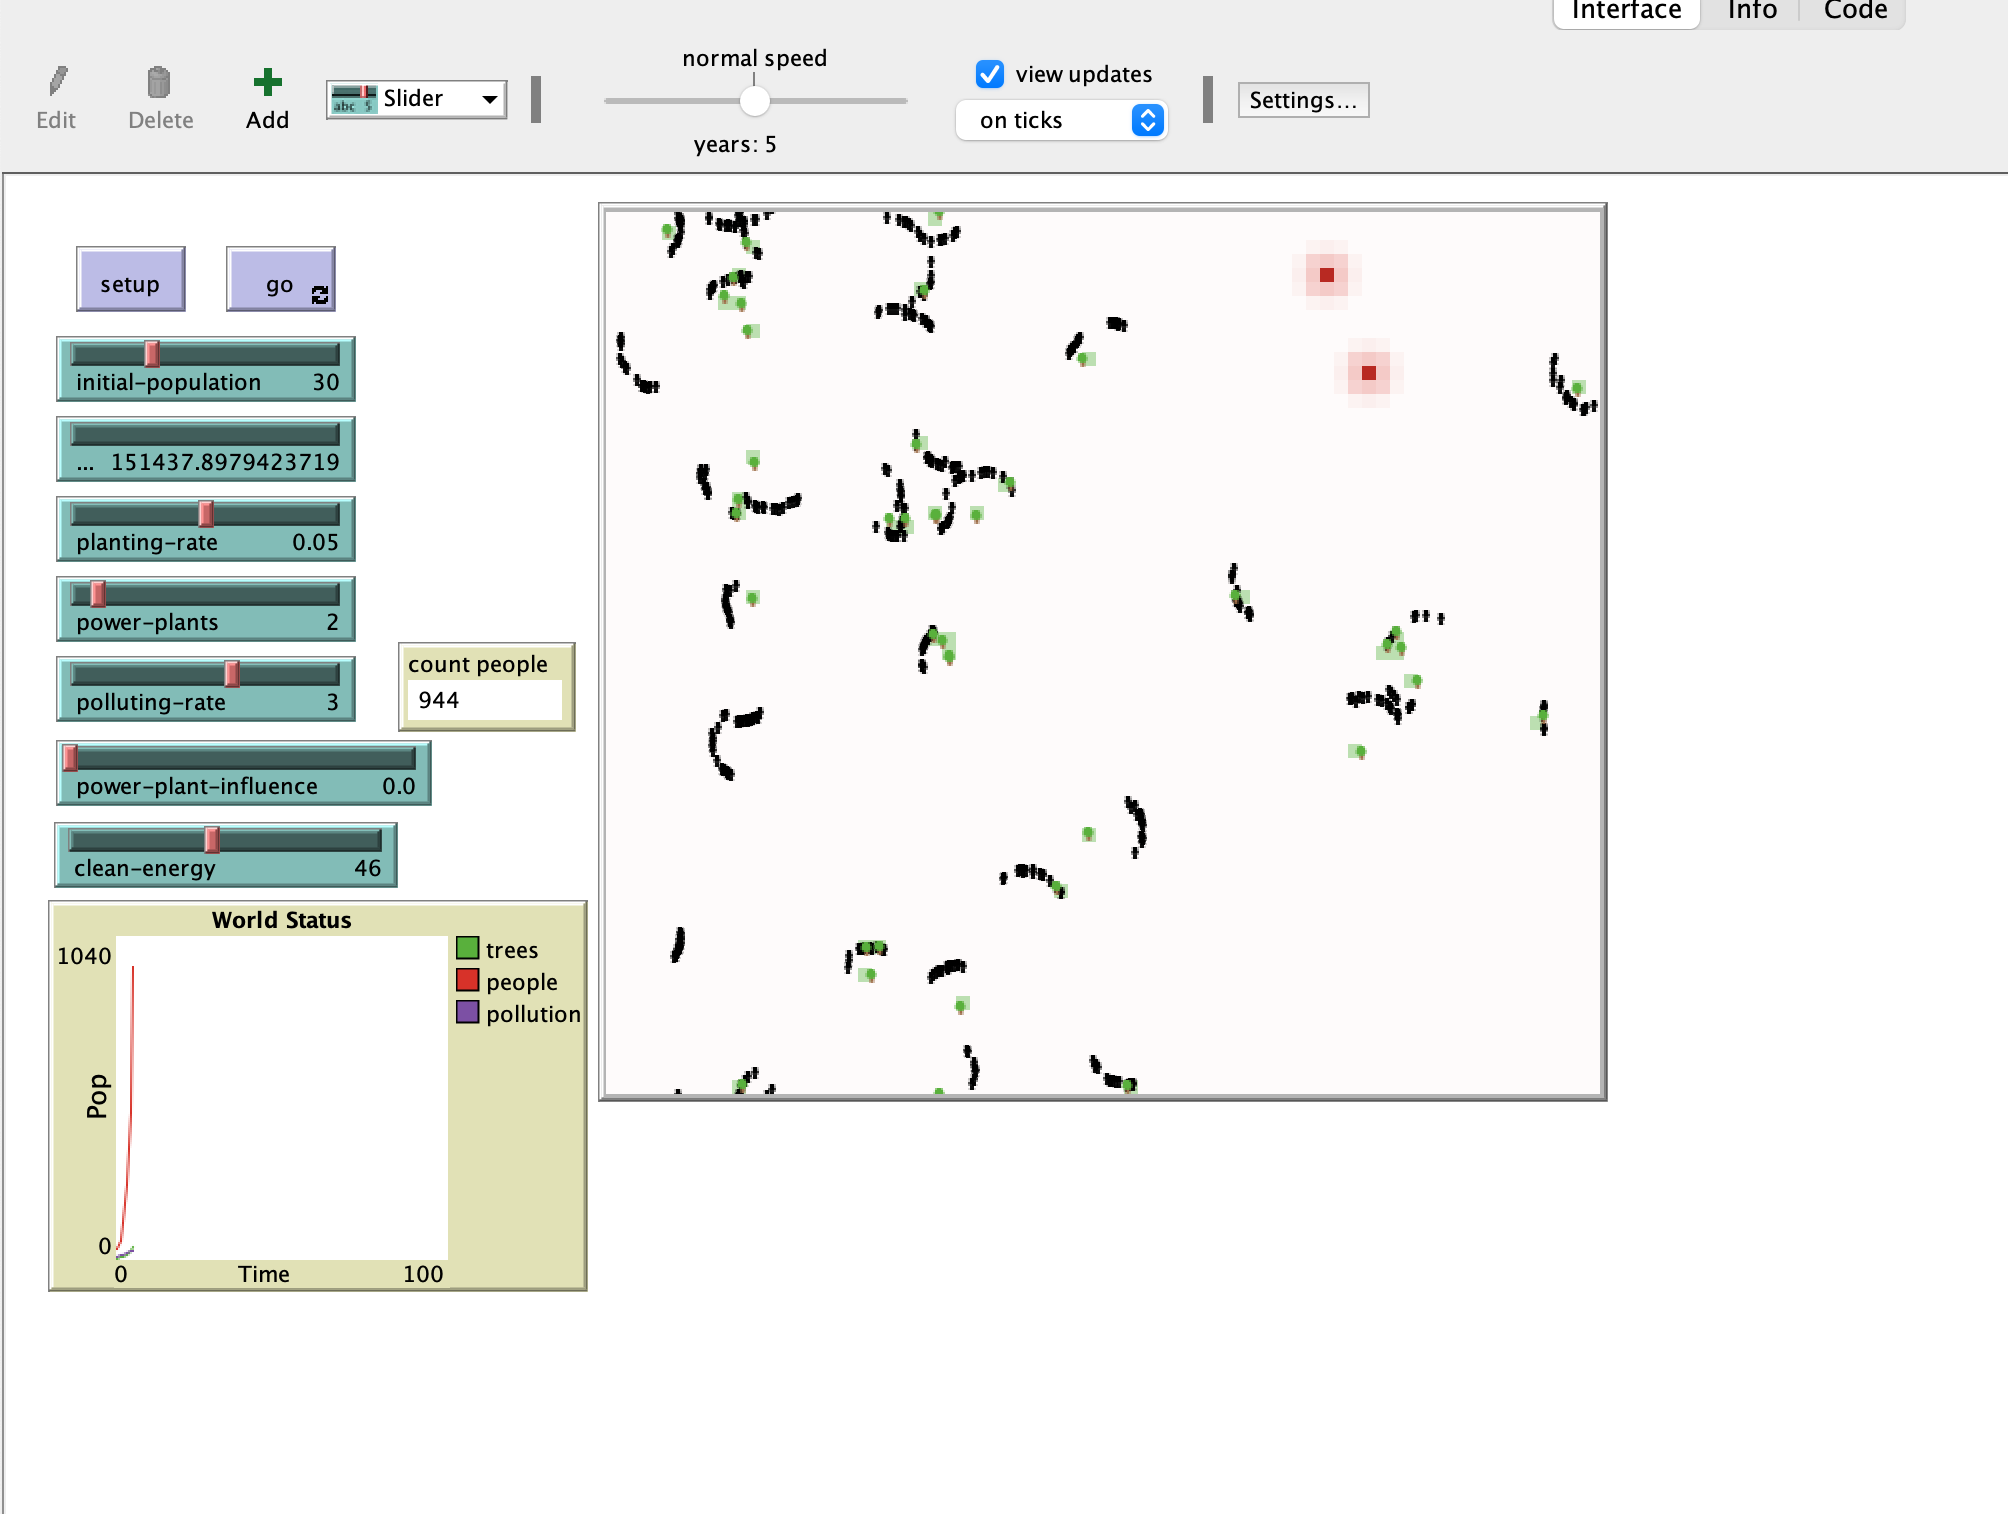 Interface Info Code
Edit Delete Add
abc 5 Slider
normal speed
years: 5
view updates
on ticks
Settings...
setup go
initial-population 30
... 151437.8979423719
planting-rate 0.05
power-plants 2
polluting-rate 3
count people
944
power-plant-influence 0.0
clean-energy 46
World Status
1040
Pop
0
0 Time 100
trees
people
pollution